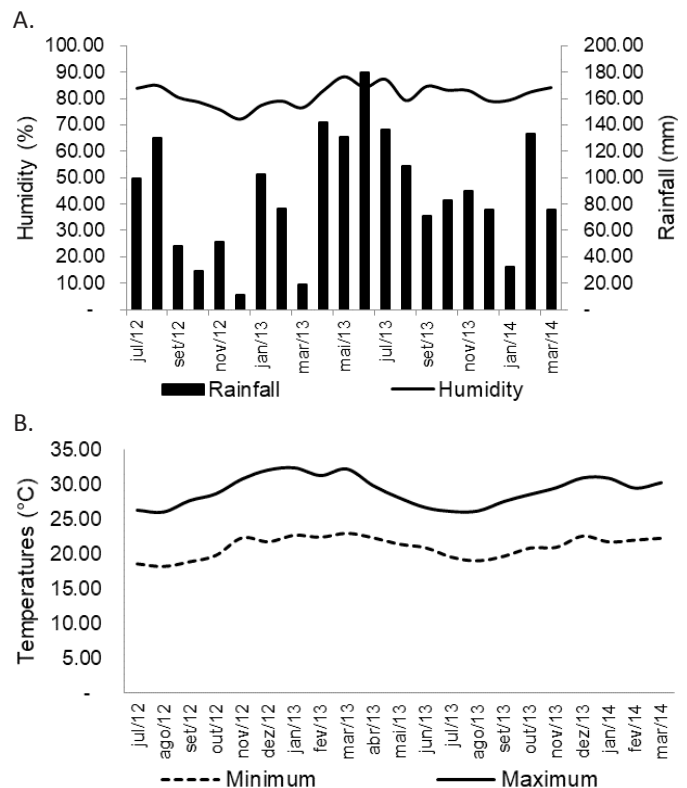 A.
100.00 200.00
90.00 180.00
80.00 160.00
70.00 140.00
60.00 120.00
50.00 100.00
40.00 80.00
30.00 60.00
20.00 40.00
10.00 20.00
- -
Humidity (%)
Rainfall (mm)
jul/12 set/12 nov/12 jan/13 mar/13 mai/13 jul/13 set/13 nov/13 jan/14 mar/14
Rainfall Humidity
B.
35.00
30.00
25.00
20.00
15.00
10.00
5.00
-
Temperatures (°C)
jul/12 ago/12 set/12 out/12 nov/12 dez/12 jan/13 fev/13 mar/13 abr/13 mai/13 jun/13 jul/13 ago/13 set/13 out/13 nov/13 dez/13 jan/14 fev/14 mar/14
Minimum Maximum